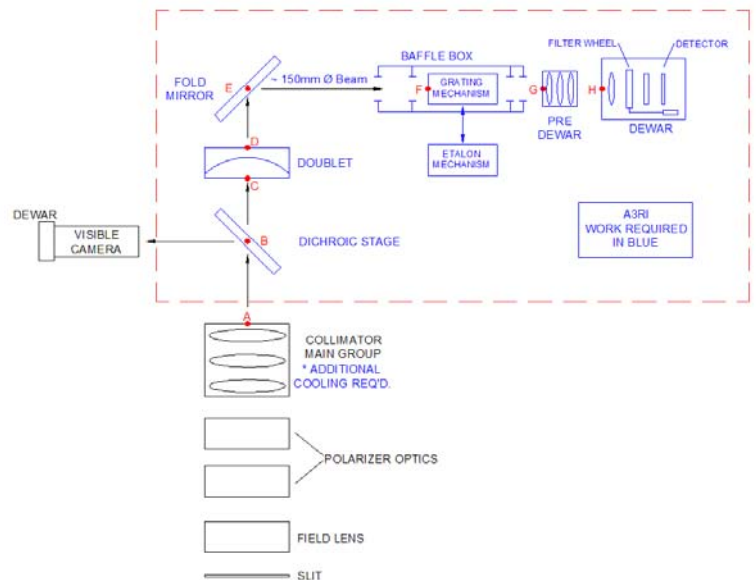 BAFFLE BOX
FILTER WHEEL
DETECTOR
FOLD
MIRROR
E
~ 150mm Ø Beam
F
GRATING
MECHANISM
G
H
PRE
DEWAR
DEWAR
D
DOUBLET
C
ETALON
MECHANISM
DEWAR
VISIBLE
CAMERA
B
DICHROIC STAGE
A3RI
WORK REQUIRED
IN BLUE
A
COLLIMATOR
MAIN GROUP
* ADDITIONAL
COOLING REQ'D.
POLARIZER OPTICS
FIELD LENS
SLIT